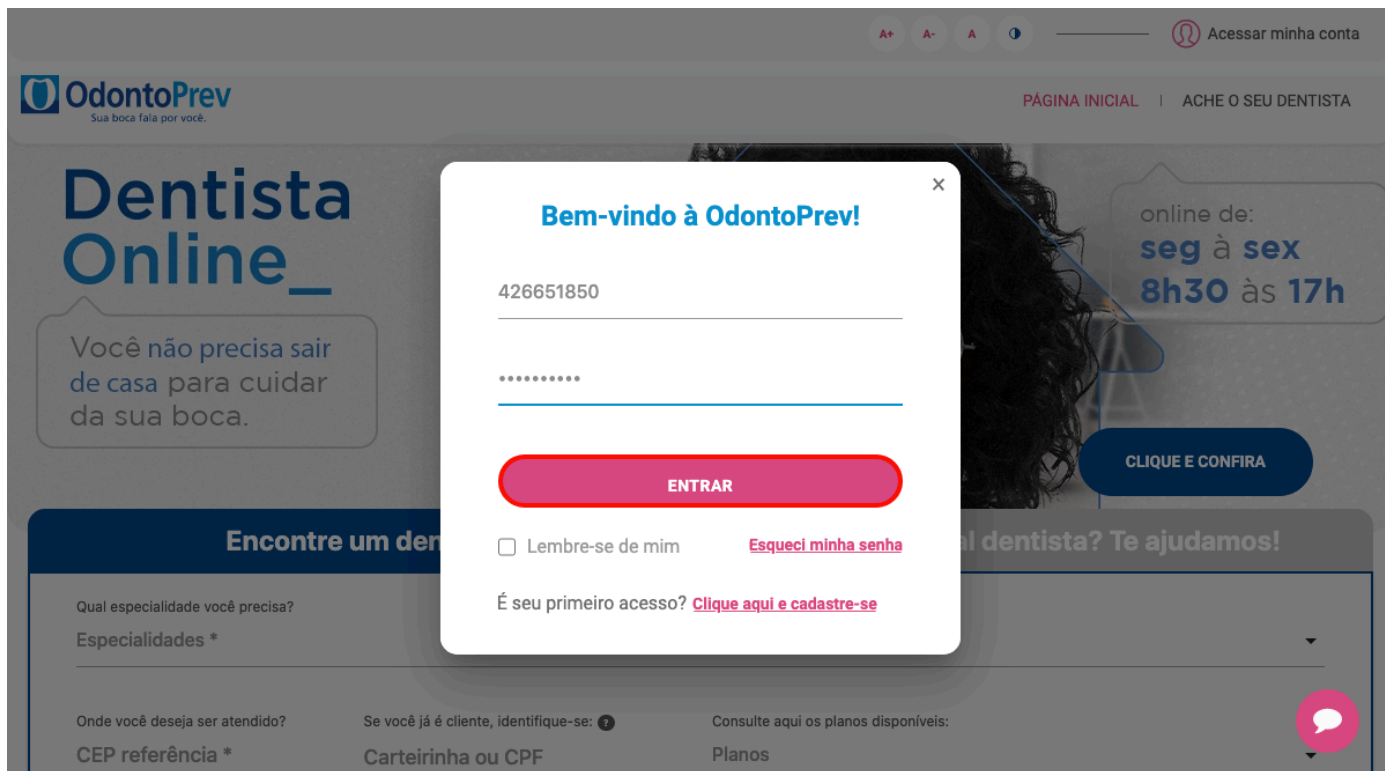 A+ A- A Acessar minha conta
OdontoPrev
Sua boca fala por você.
PÁGINA INICIAL | ACHE O SEU DENTISTA
Dentista
Online_
Você não precisa sair
de casa para cuidar
da sua boca.
online de:
seg à sex
8h30 às 17h
CLIQUE E CONFIRA
×
Bem-vindo à OdontoPrev!
426651850
••••••••••
ENTRAR
Lembre-se de mim Esqueci minha senha
É seu primeiro acesso? Clique aqui e cadastre-se
Encontre um den
dentista? Te ajudamos!
Qual especialidade você precisa?
Especialidades *
Onde você deseja ser atendido? Se você já é cliente, identifique-se: ? Consulte aqui os planos disponíveis:
CEP referência * Carteirinha ou CPF Planos